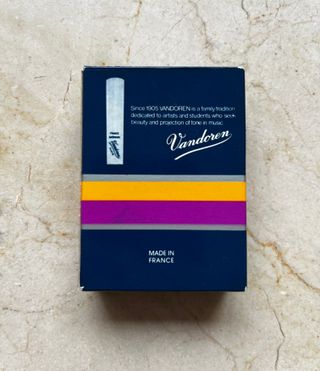 Since 1905 VANDOREN is a family tradition
dedicated to artists and students who seek
beauty and projection of tone in music.
Vandoren
MADE IN
FRANCE